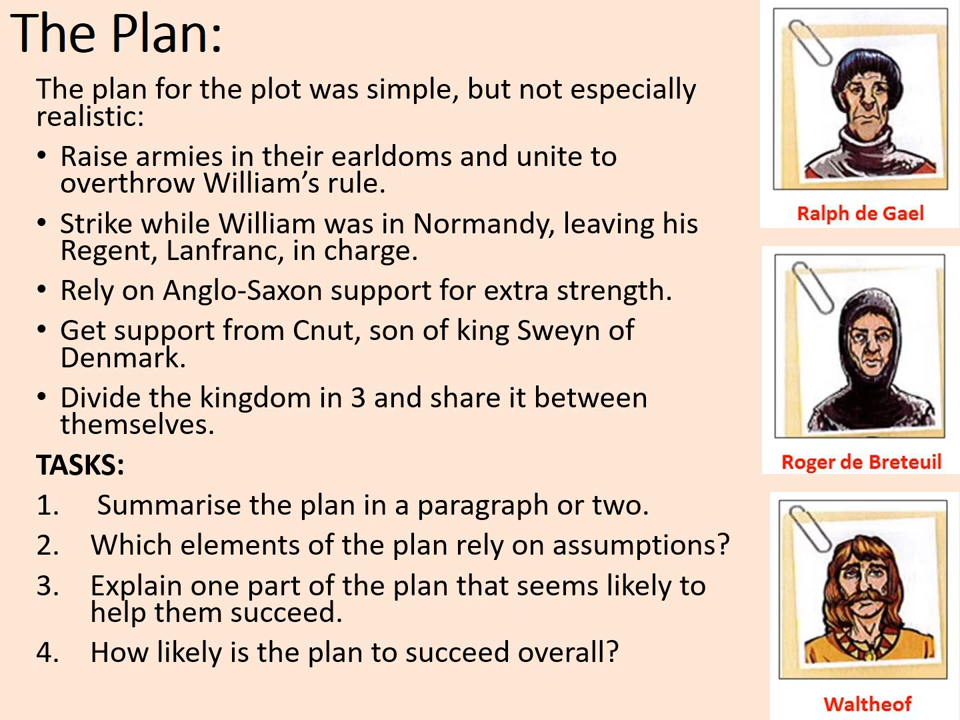 The Plan:
The plan for the plot was simple, but not especially
realistic:
• Raise armies in their earldoms and unite to
overthrow William's rule.
• Strike while William was in Normandy, leaving his
Regent, Lanfranc, in charge.
• Rely on Anglo-Saxon support for extra strength.
• Get support from Cnut, son of king Sweyn of
Denmark.
• Divide the kingdom in 3 and share it between
themselves.
TASKS:
1. Summarise the plan in a paragraph or two.
2. Which elements of the plan rely on assumptions?
3. Explain one part of the plan that seems likely to
help them succeed.
4. How likely is the plan to succeed overall?
Ralph de Gael
Roger de Breteuil
Waltheof